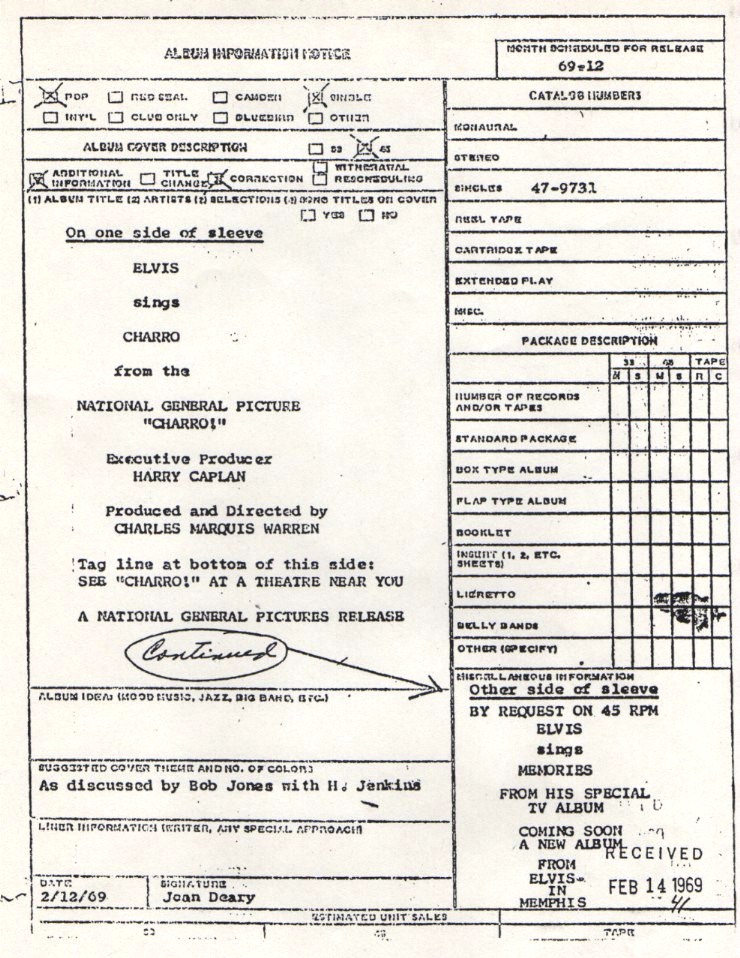 ALBUM INFORMATION NOTICE
MONTH SCHEDULED FOR RELEASE
69-12
POP RED SEAL CAMDEN SINGLE
INT'L CLUB ONLY BLUEBIRD OTHER
ALBUM COVER DESCRIPTION 33 45
ADDITIONAL INFORMATION TITLE CHANGE CORRECTION WITHDRAWAL RESCHEDULING
(1) ALBUM TITLE (2) ARTISTS (3) SELECTIONS (4) SONG TITLES ON COVER
YES NO
On one side of sleeve
ELVIS
sings
CHARRO
from the
NATIONAL GENERAL PICTURE
"CHARRO!"
Executive Producer
HARRY CAPLAN
Produced and Directed by
CHARLES MARQUIS WARREN
Tag line at bottom of this side:
SEE "CHARRO!" AT A THEATRE NEAR YOU
A NATIONAL GENERAL PICTURES RELEASE
Continued
ALBUM IDEA: (MOOD MUSIC, JAZZ, BIG BAND, ETC.)
SUGGESTED COVER THEME AND NO. OF COLORS
As discussed by Bob Jones with H. Jenkins
LINER INFORMATION (WRITER, ANY SPECIAL APPROACH)
DATE
2/12/69
SIGNATURE
Joan Deary
CATALOG NUMBERS
MONAURAL
STEREO
SINGLES 47-9731
REEL TAPE
CARTRIDGE TAPE
EXTENDED PLAY
MISC.
PACKAGE DESCRIPTION
33 45 TAPE
M S M S R C
NUMBER OF RECORDS
AND/OR TAPES
STANDARD PACKAGE
BOX TYPE ALBUM
FLAP TYPE ALBUM
BOOKLET
INSERT (1, 2, ETC.
SHEETS)
LIBRETTO
BELLY BANDS
OTHER (SPECIFY)
MISCELLANEOUS INFORMATION
Other side of sleeve
BY REQUEST ON 45 RPM
ELVIS
sings
MEMORIES
FROM HIS SPECIAL
TV ALBUM
COMING SOON
A NEW ALBUM
FROM
ELVIS
IN
MEMPHIS
RECEIVED
FEB 14 1969
ESTIMATED UNIT SALES
33 45 TAPE